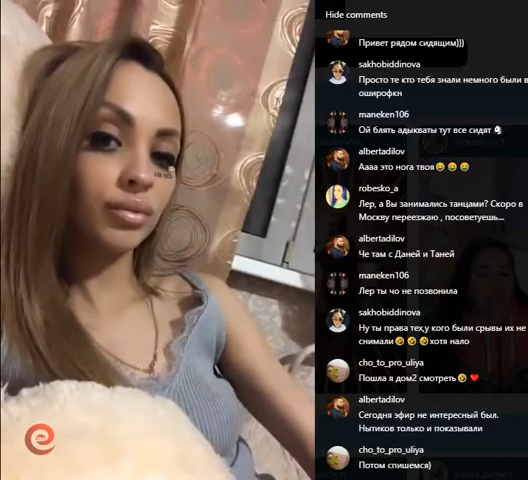 Hide comments
Привет рядом сидящим)))
sakhobiddinova
Просто те кто тебя знали немного были в
оширофкн
maneken106
Ой блять адыкваты тут все сидят
albertadilov
Аааа это нога твоя😂 😂 😂
robesko_a
Лер, а Вы занимались танцами? Скоро в
Москву переезжаю , посоветуешь...
albertadilov
Че там с Даней и Таней
maneken106
Лер ты чо не позвонила
sakhobiddinova
Ну ты права тех,у кого были срывы их не
снимали🤣 🤣 🤣хотя нало
cho_to_pro_uliya
Пошла я дом2 смотреть🤣 ❤️
albertadilov
Сегодня эфир не интересный был.
Нытиков только и показывали
cho_to_pro_uliya
Потом спишемся)